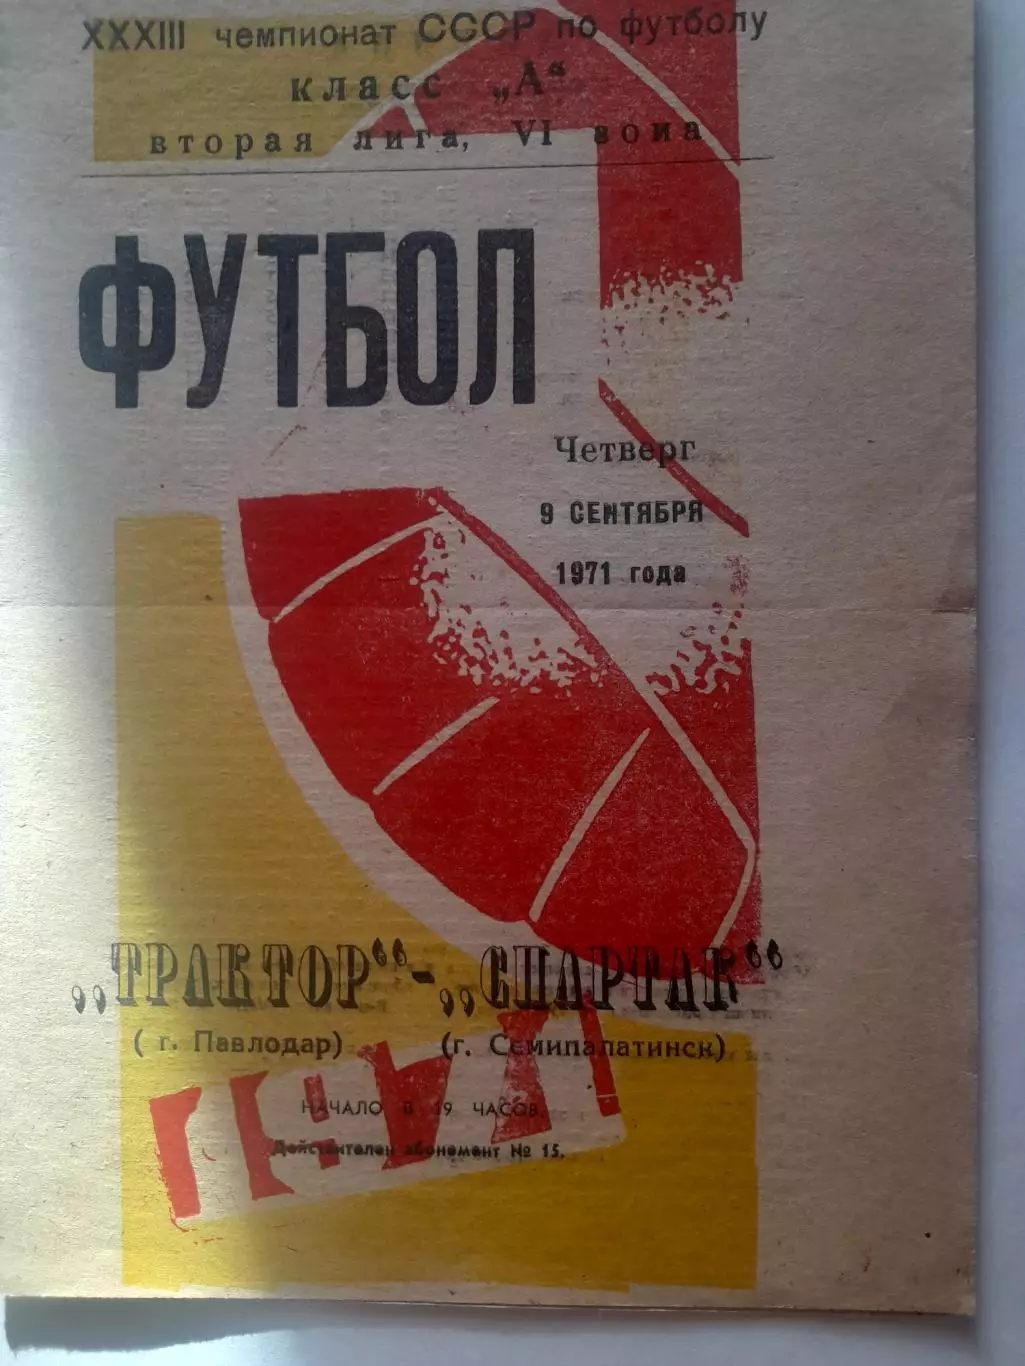 XXXIII чемпионат СССР по футболу
класс „А“
вторая лига, VI зона
ФУТБОЛ
Четверг
9 СЕНТЯБРЯ
1971 года
„ТРАКТОР“ - „СПАРТАК“
( г. Павлодар) (г. Семипалатинск)
НАЧАЛО В 19 ЧАСОВ.
Действителен абонемент № 15.